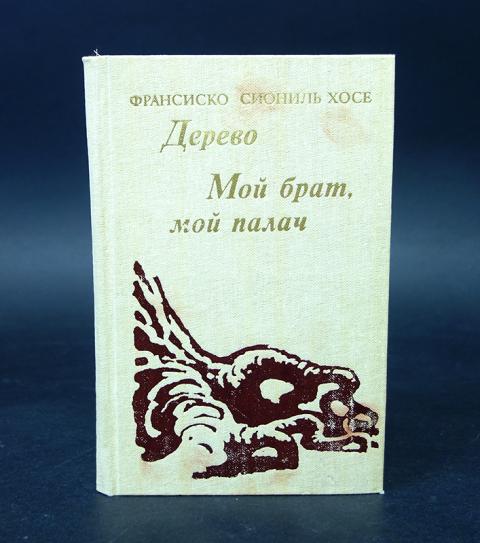 ФРАНСИСКО СИОНИЛЬ ХОСЕ
Дерево
Мой брат,
мой палач